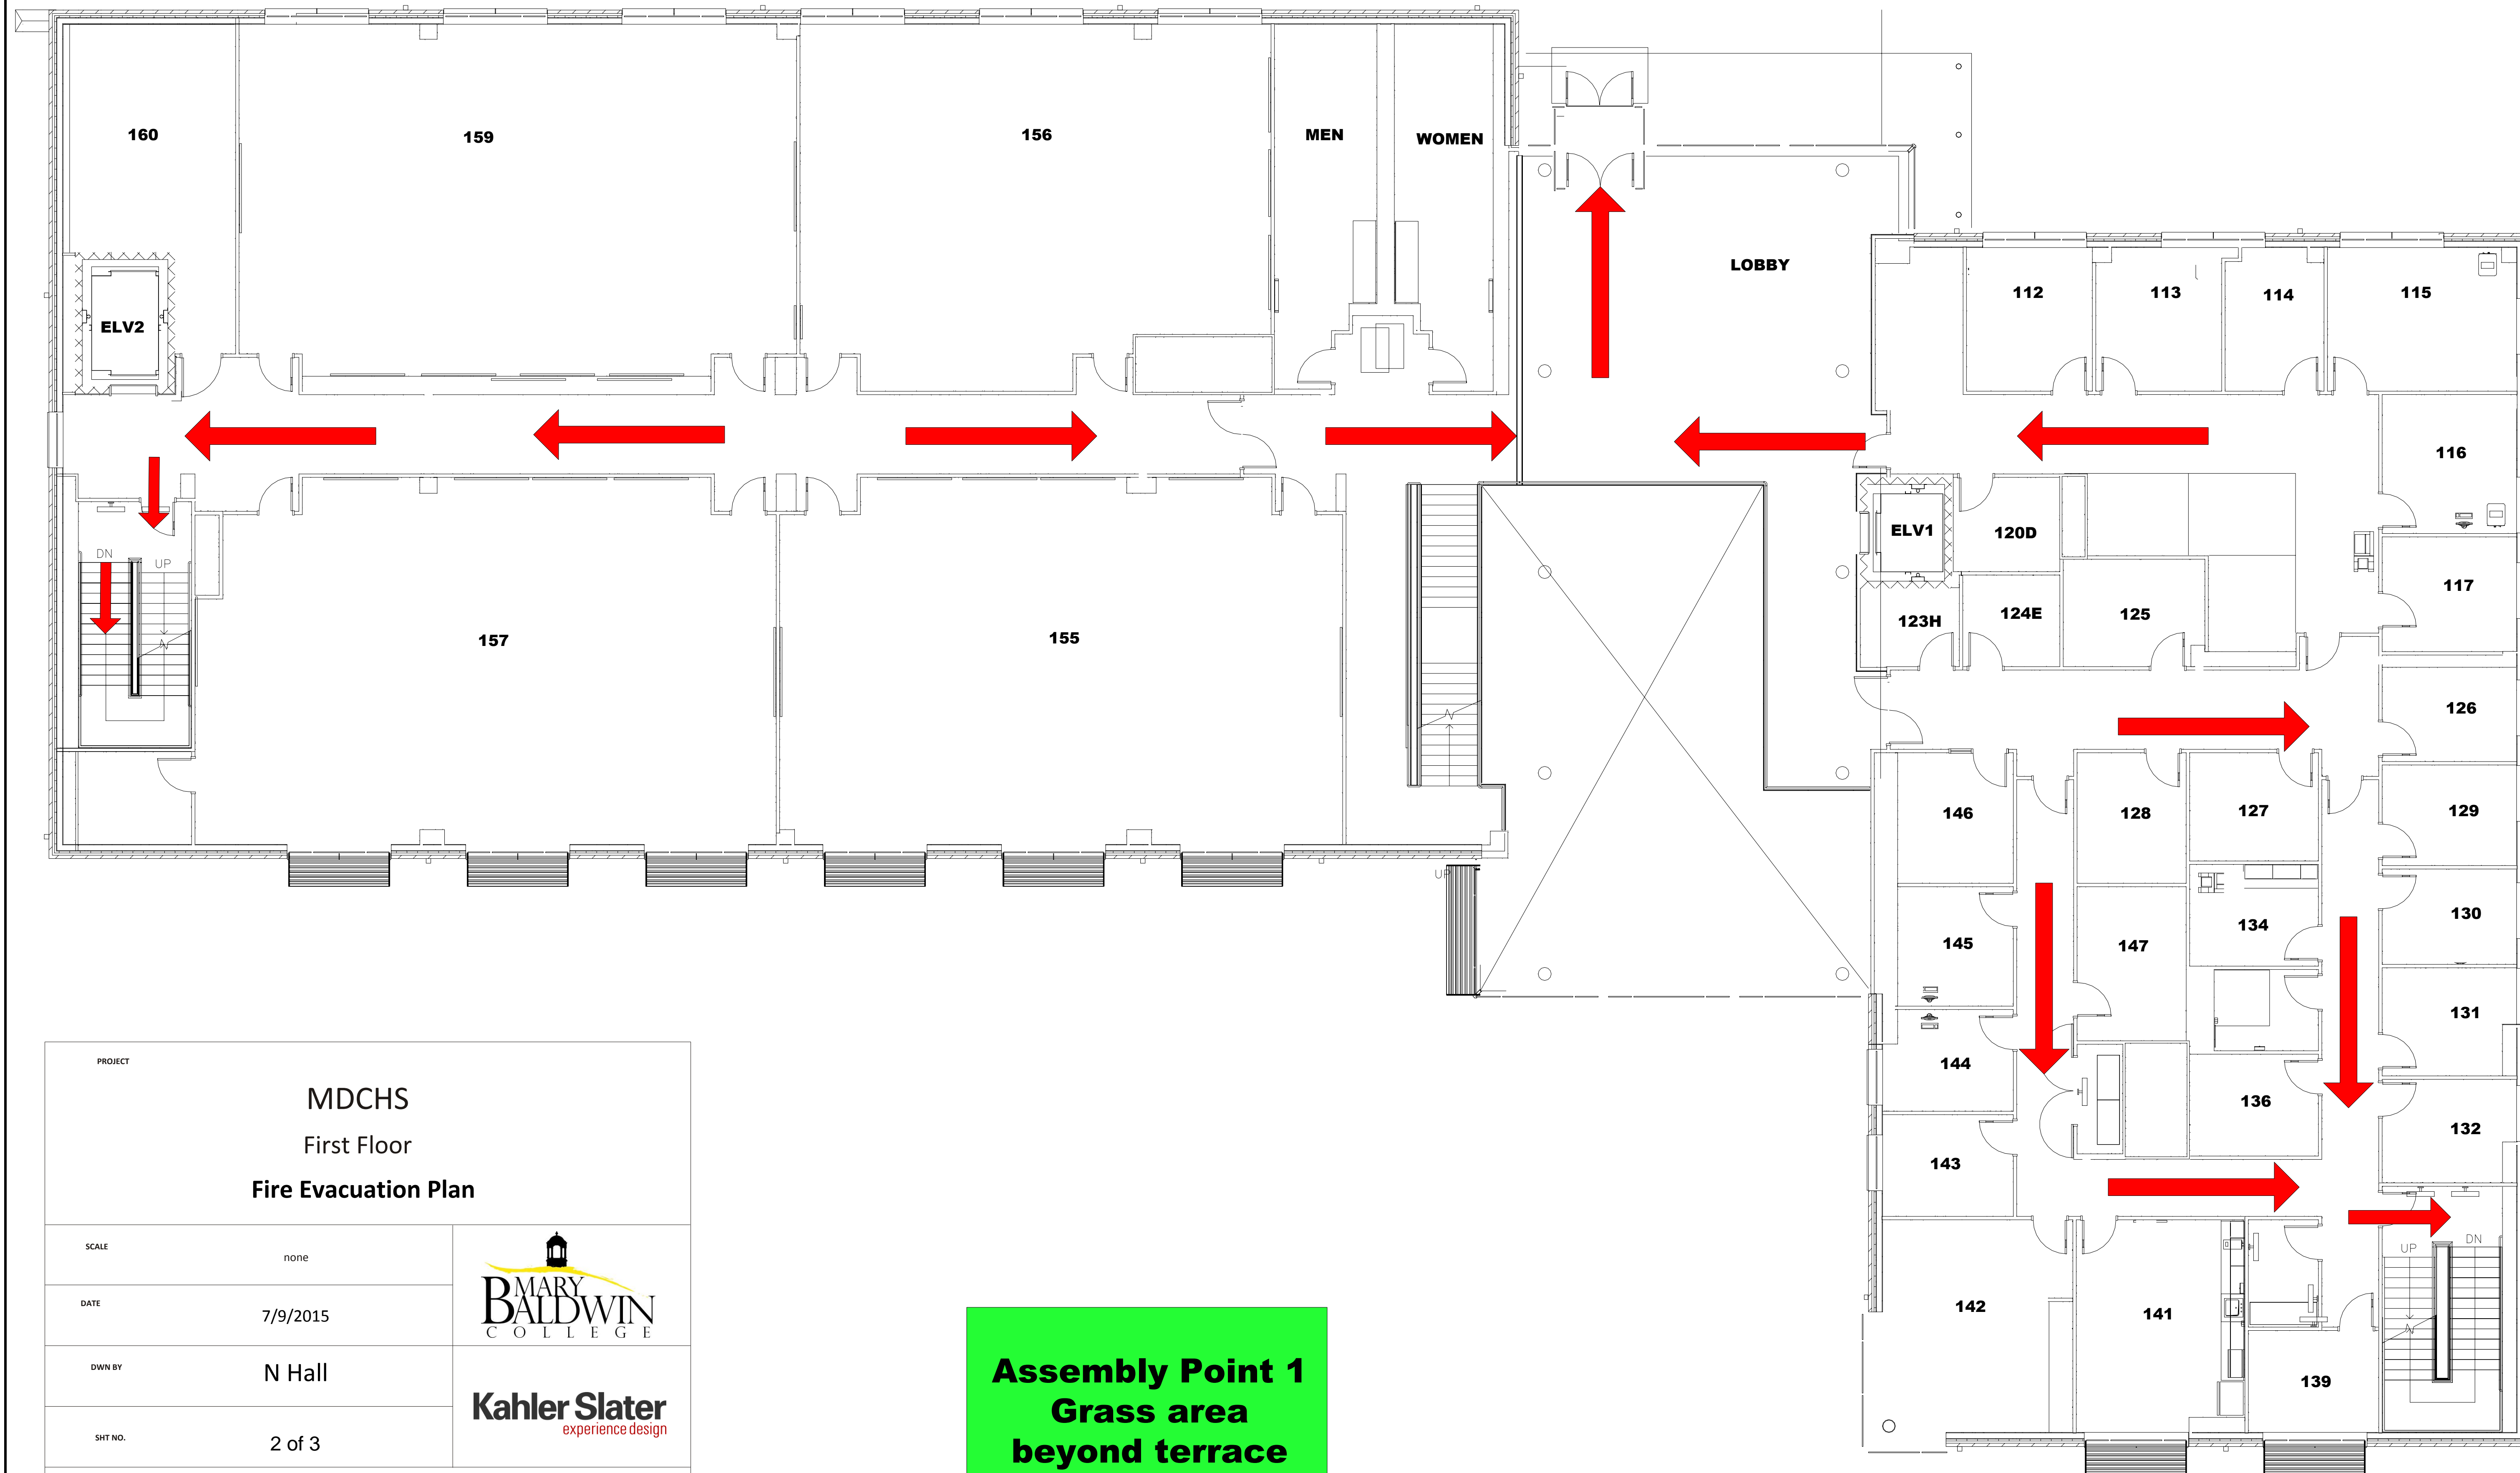 160
159
156
MEN
WOMEN
LOBBY
112
113
114
115
ELV2
116
ELV1
120D
DN
UP
117
123H
124E
125
157
155
126
146
128
127
129
UP
145
147
134
130
131
144
136
132
143
UP
DN
142
141
139
PROJECT
MDCHS
First Floor
Fire Evacuation Plan
SCALE
none
DATE
7/9/2015
MARY
BALDWIN
COLLEGE
DWN BY
N Hall
Kahler Slater
experience design
SHT NO.
2 of 3
Assembly Point 1
Grass area
beyond terrace